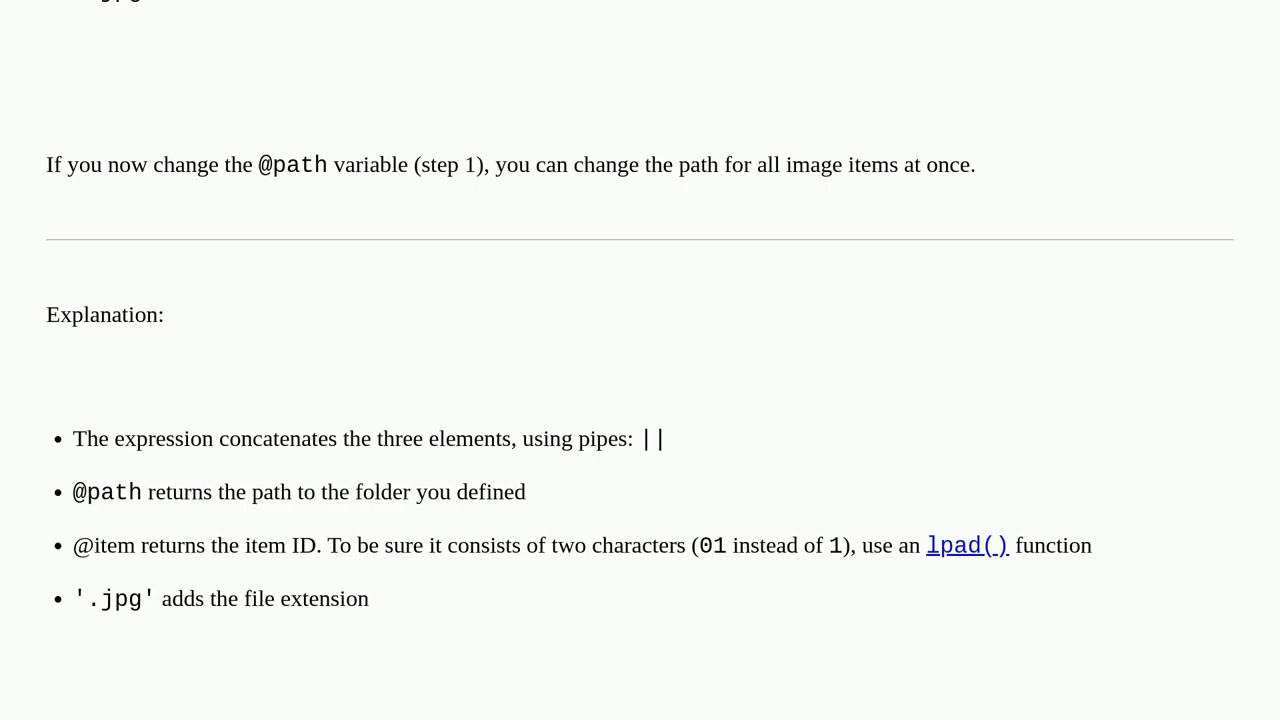 If you now change the @path variable (step 1), you can change the path for all image items at once.
Explanation:
• The expression concatenates the three elements, using pipes: ||
• @path returns the path to the folder you defined
• @item returns the item ID. To be sure it consists of two characters (01 instead of 1), use an lpad() function
• '.jpg' adds the file extension